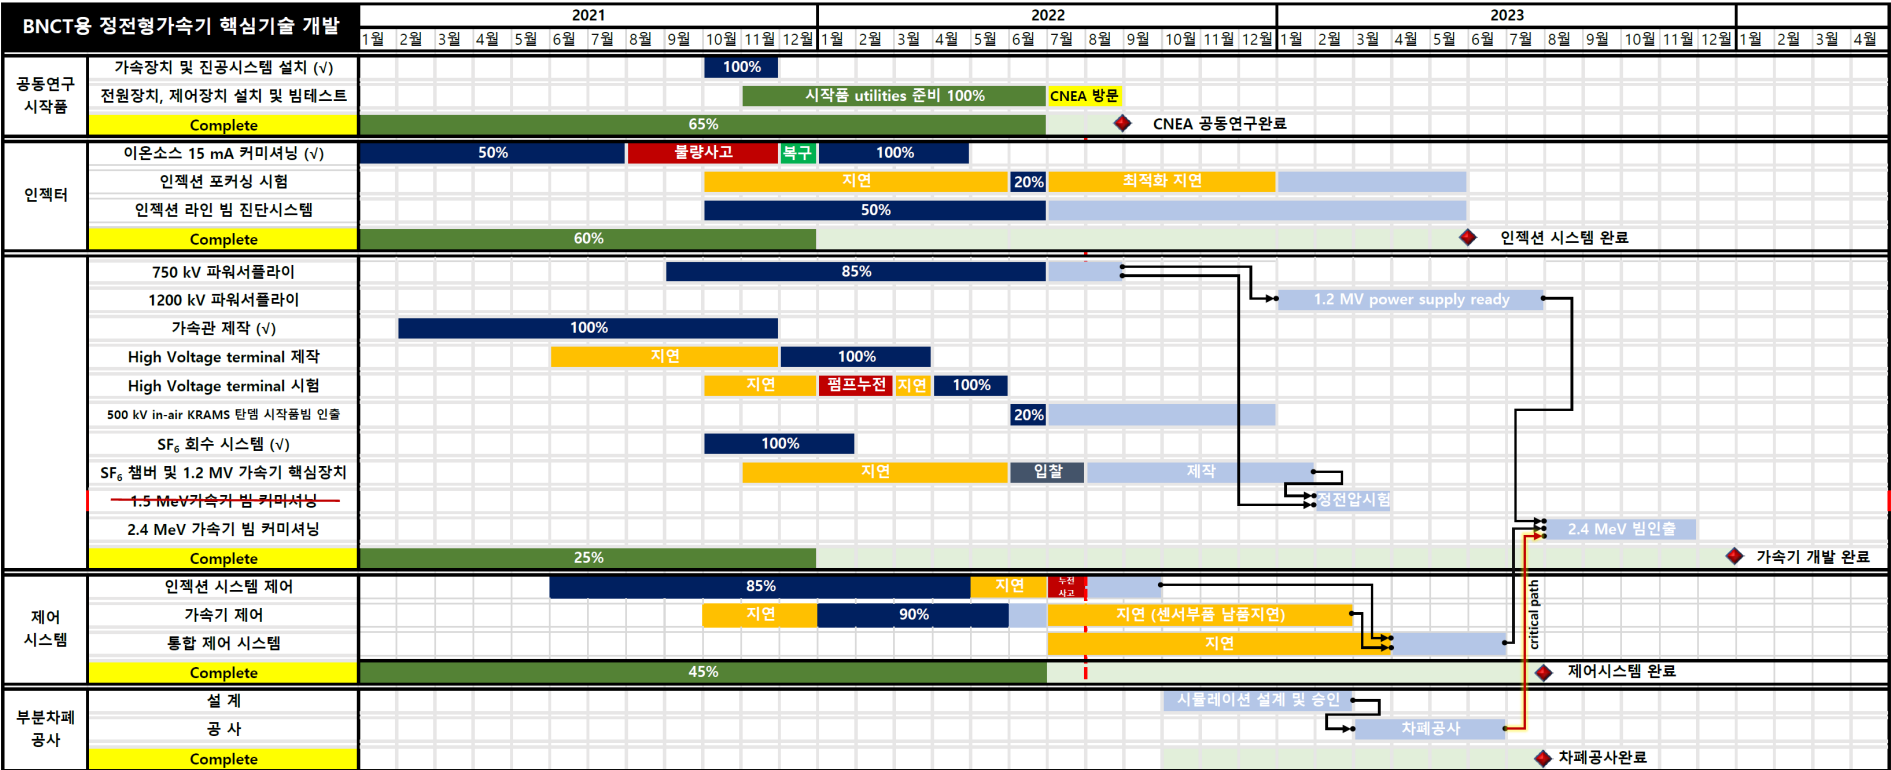 BNCT용 정전형가속기 핵심기술 개발 2021 2022 2023
1월 2월 3월 4월 5월 6월 7월 8월 9월 10월 11월 12월 1월 2월 3월 4월 5월 6월 7월 8월 9월 10월 11월 12월 1월 2월 3월 4월 5월 6월 7월 8월 9월 10월 11월 12월 1월 2월 3월 4월
공동연구
시작품
가속장치 및 진공시스템 설치 (√) 100%
전원장치, 제어장치 설치 및 빔테스트 시작품 utilities 준비 100% CNEA 방문
Complete 65% CNEA 공동연구완료
인젝터
이온소스 15 mA 커미셔닝 (√) 50% 불량사고 복구 100%
인젝션 포커싱 시험 지연 20% 최적화 지연
인젝션 라인 빔 진단시스템 50%
Complete 60% 인젝션 시스템 완료
750 kV 파워서플라이 85%
1200 kV 파워서플라이 1.2 MV power supply ready
가속관 제작 (√) 100%
High Voltage terminal 제작 지연 100%
High Voltage terminal 시험 지연 펌프누전 지연 100%
500 kV in-air KRAMS 탄뎀 시작품빔 인출 20%
SF₆ 회수 시스템 (√) 100%
SF₆ 챔버 및 1.2 MV 가속기 핵심장치 지연 입찰 제작
1.5 MeV가속기 빔 커미셔닝 정전압시험
2.4 MeV 가속기 빔 커미셔닝 2.4 MeV 빔인출
Complete 25% 가속기 개발 완료
제어
시스템
인젝션 시스템 제어 85% 지연 누전
사고
가속기 제어 지연 90% 지연 (센서부품 납품지연)
통합 제어 시스템 지연
critical path
Complete 45% 제어시스템 완료
부분차폐
공사
설 계 시뮬레이션 설계 및 승인
공 사 차폐공사
Complete 차폐공사완료